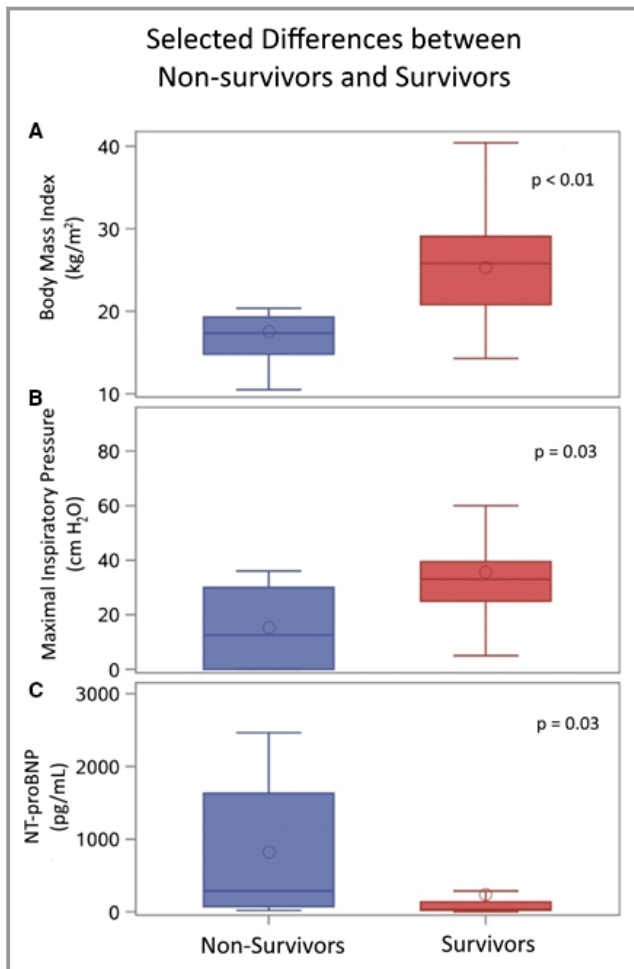 Selected Differences between
Non-survivors and Survivors
A
Body Mass Index
(kg/m²)
40
30
20
10
p < 0.01
B
Maximal Inspiratory Pressure
(cm H₂O)
80
60
40
20
0
p = 0.03
C
NT-proBNP
(pg/mL)
3000
2000
1000
0
p = 0.03
Non-Survivors
Survivors